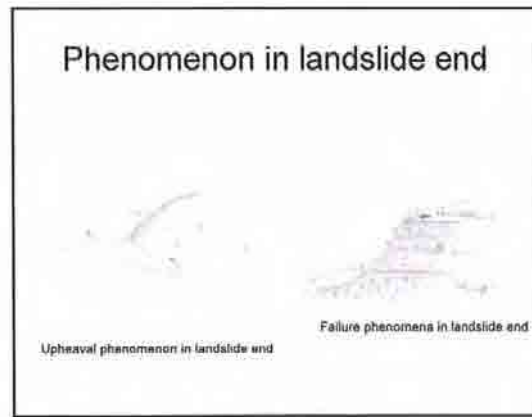 Phenomenon in landslide end
Upheaval phenomenon in landslide end
Failure phenomena in landslide end